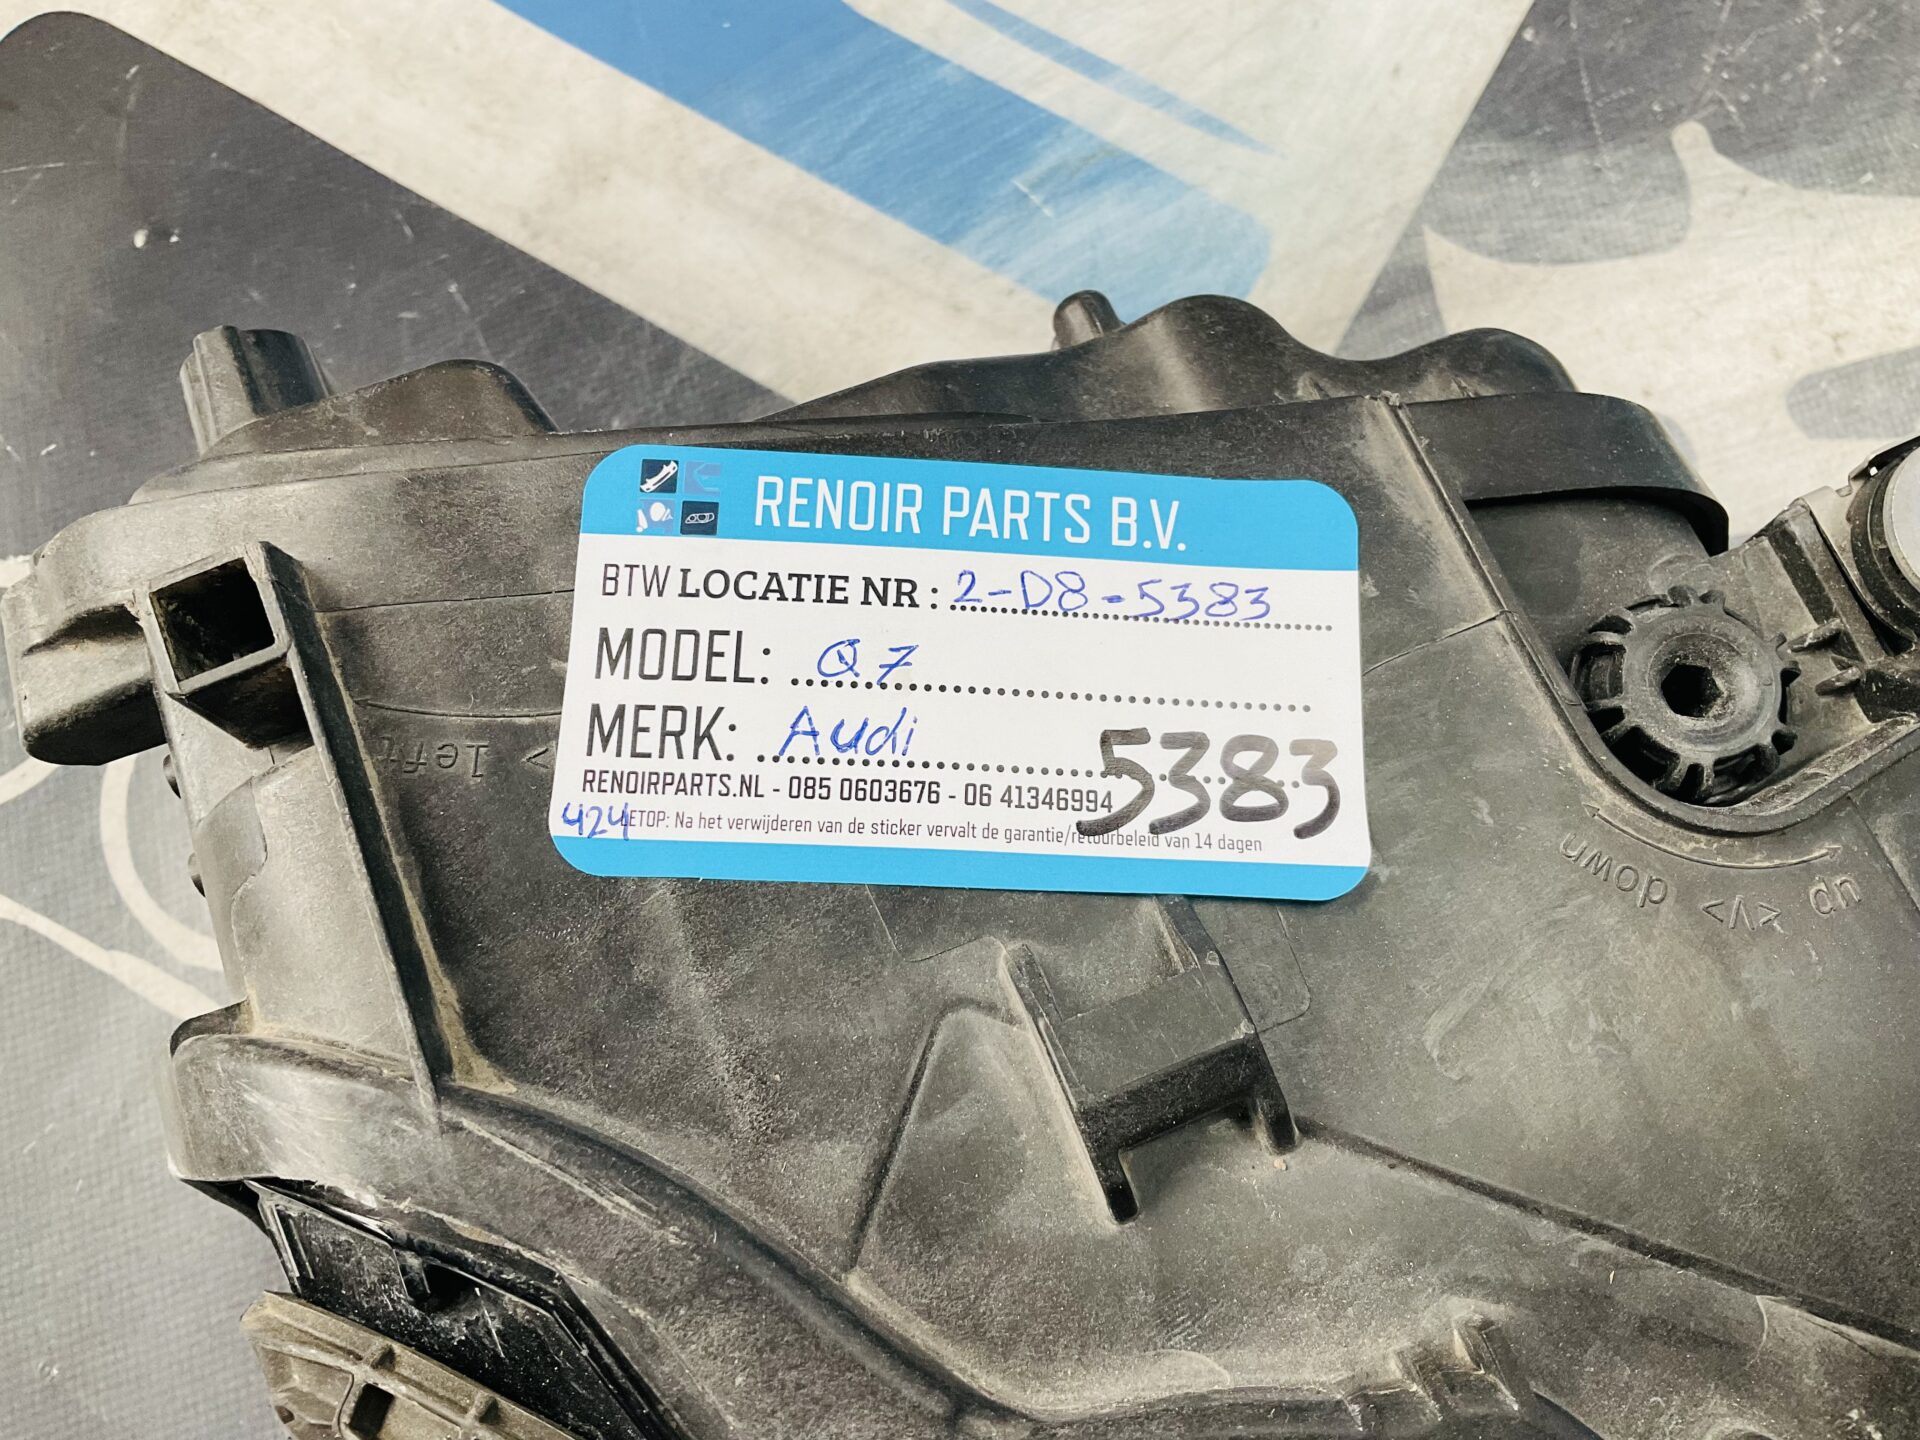 RENOIR PARTS B.V.
BTW LOCATIE NR : 2-D8-5383
MODEL: Q7
MERK: Audi
5383
RENOIRPARTS.NL - 085 0603676 - 06 41346994
424 LETOP: Na het verwijderen van de sticker vervalt de garantie/retourbeleid van 14 dagen
> left
down <V> up